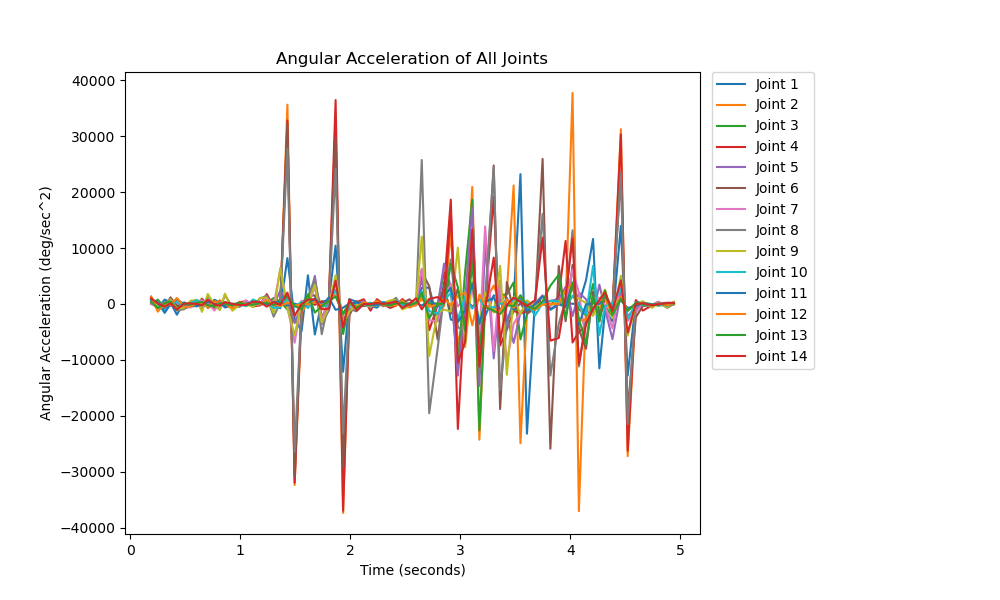 Angular Acceleration of All Joints
40000
30000
20000
10000
0
−10000
−20000
−30000
−40000
Angular Acceleration (deg/sec^2)
0 1 2 3 4 5
Time (seconds)
Joint 1
Joint 2
Joint 3
Joint 4
Joint 5
Joint 6
Joint 7
Joint 8
Joint 9
Joint 10
Joint 11
Joint 12
Joint 13
Joint 14